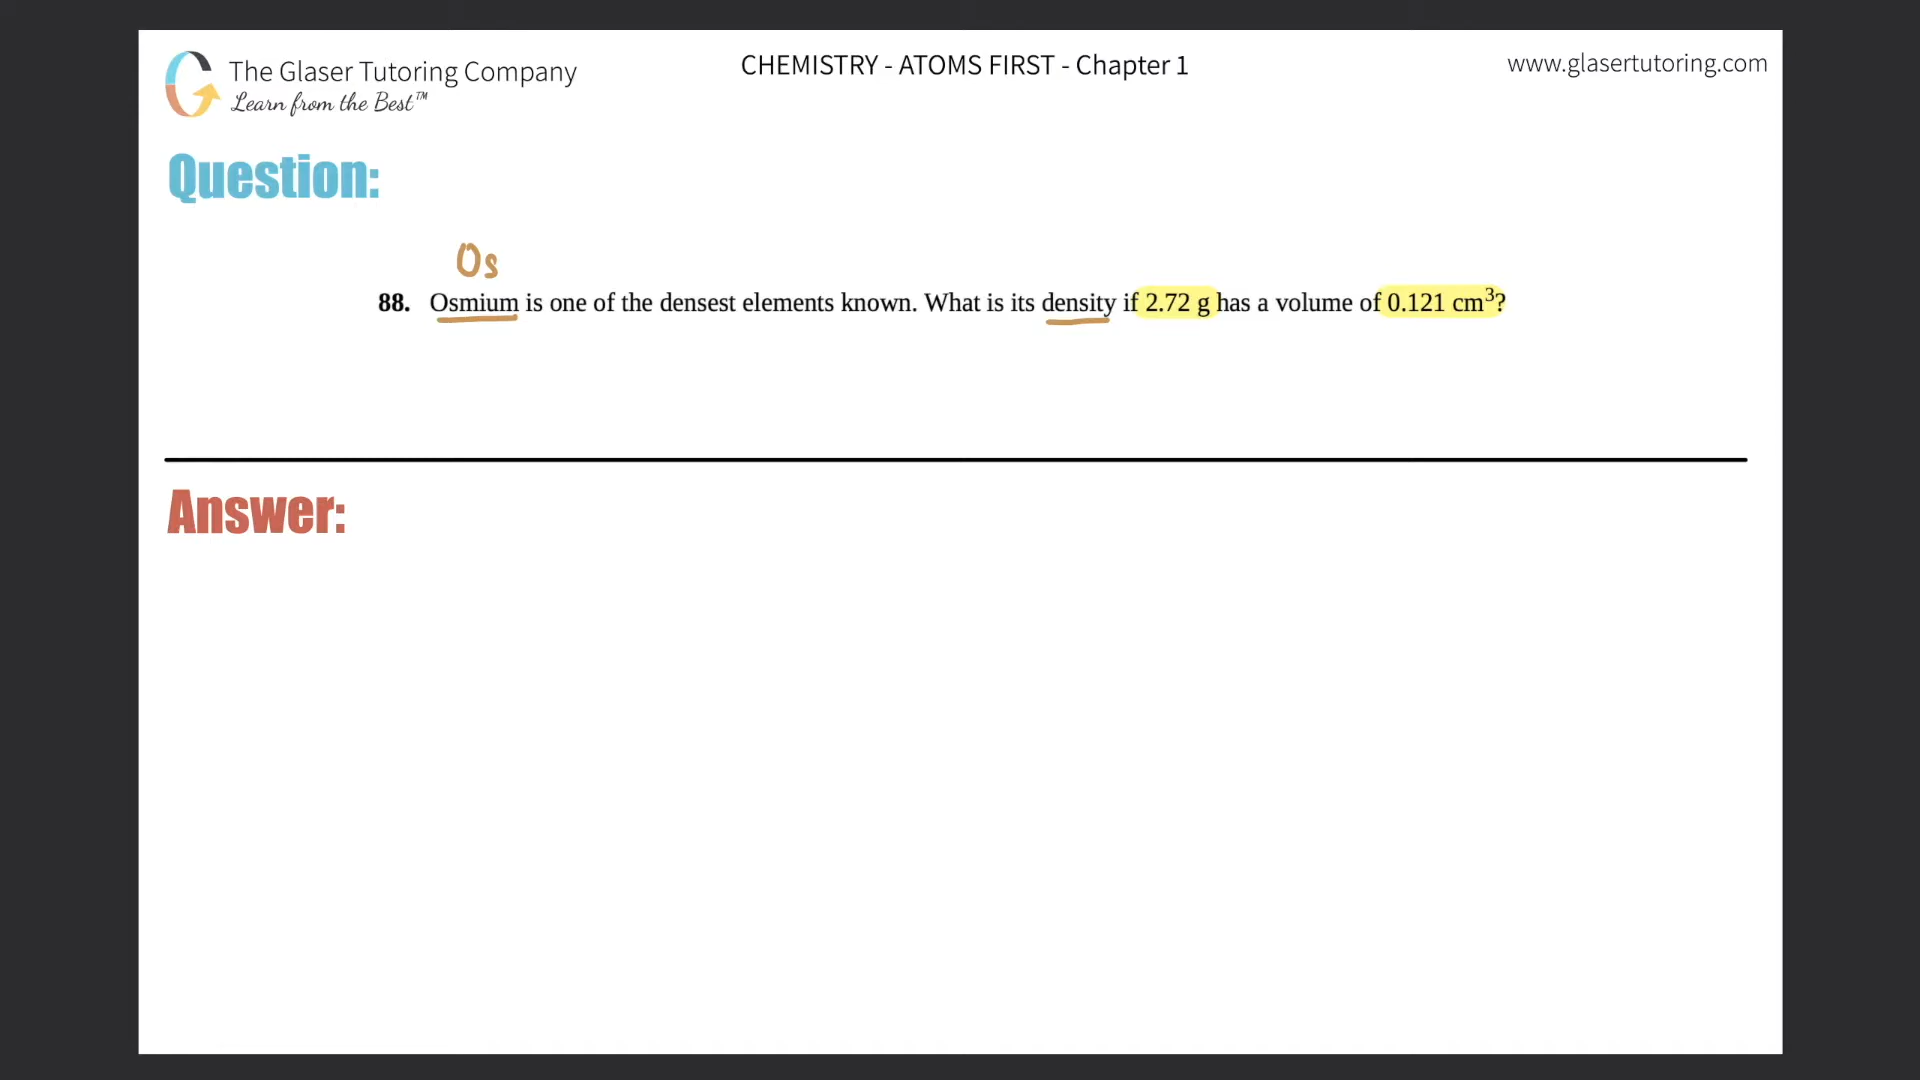 The Glaser Tutoring Company
Learn from the Best™
CHEMISTRY - ATOMS FIRST - Chapter 1
www.glasertutoring.com
Question:
Os
88. Osmium is one of the densest elements known. What is its density if 2.72 g has a volume of 0.121 cm³?
Answer: